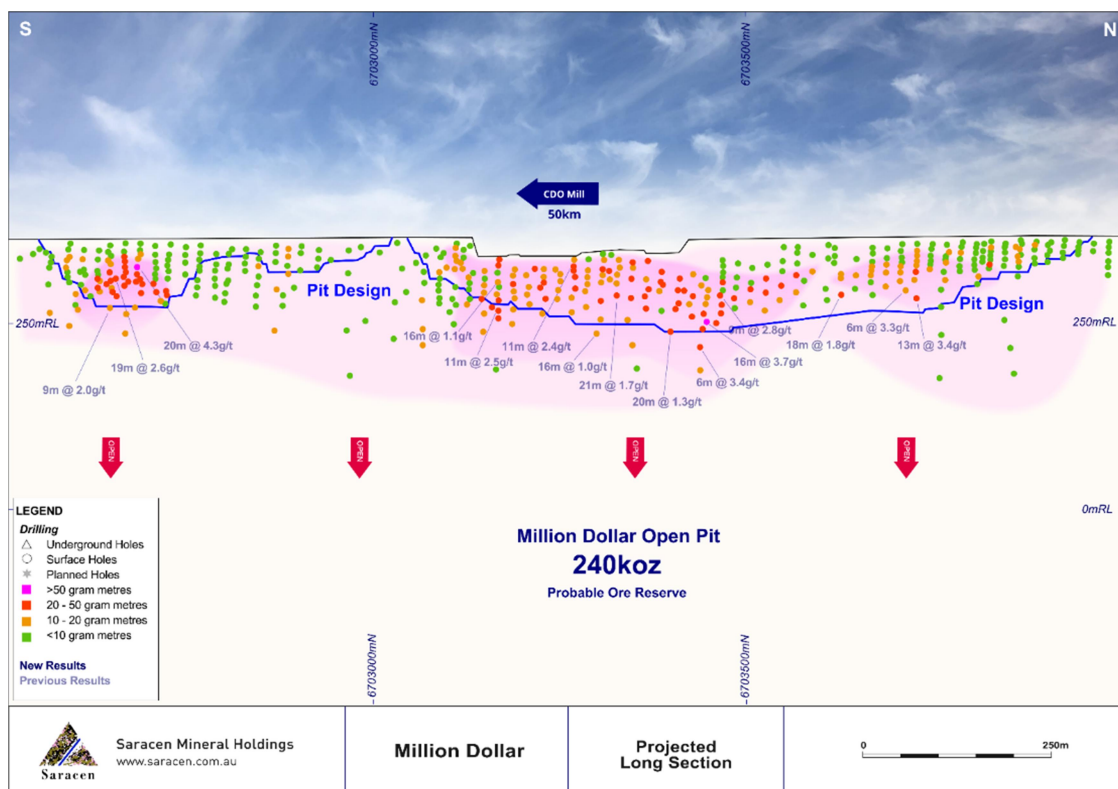 S
N
6703000mN
6703500mN
CDO Mill
50km
Pit Design
Pit Design
250mRL
250mRL
16m @ 1.1g/t
11m @ 2.5g/t
11m @ 2.4g/t
16m @ 1.0g/t
21m @ 1.7g/t
20m @ 1.3g/t
6m @ 3.4g/t
16m @ 3.7g/t
m @ 2.8g/t
18m @ 1.8g/t
6m @ 3.3g/t
13m @ 3.4g/t
20m @ 4.3g/t
19m @ 2.6g/t
9m @ 2.0g/t
OPEN
OPEN
OPEN
OPEN
0mRL
LEGEND
Drilling
Underground Holes
Surface Holes
Planned Holes
>50 gram metres
20 - 50 gram metres
10 - 20 gram metres
<10 gram metres
New Results
Previous Results
Million Dollar Open Pit
240koz
Probable Ore Reserve
6703000mN
6703500mN
Saracen
Saracen Mineral Holdings
www.saracen.com.au
Million Dollar
Projected
Long Section
0
250m